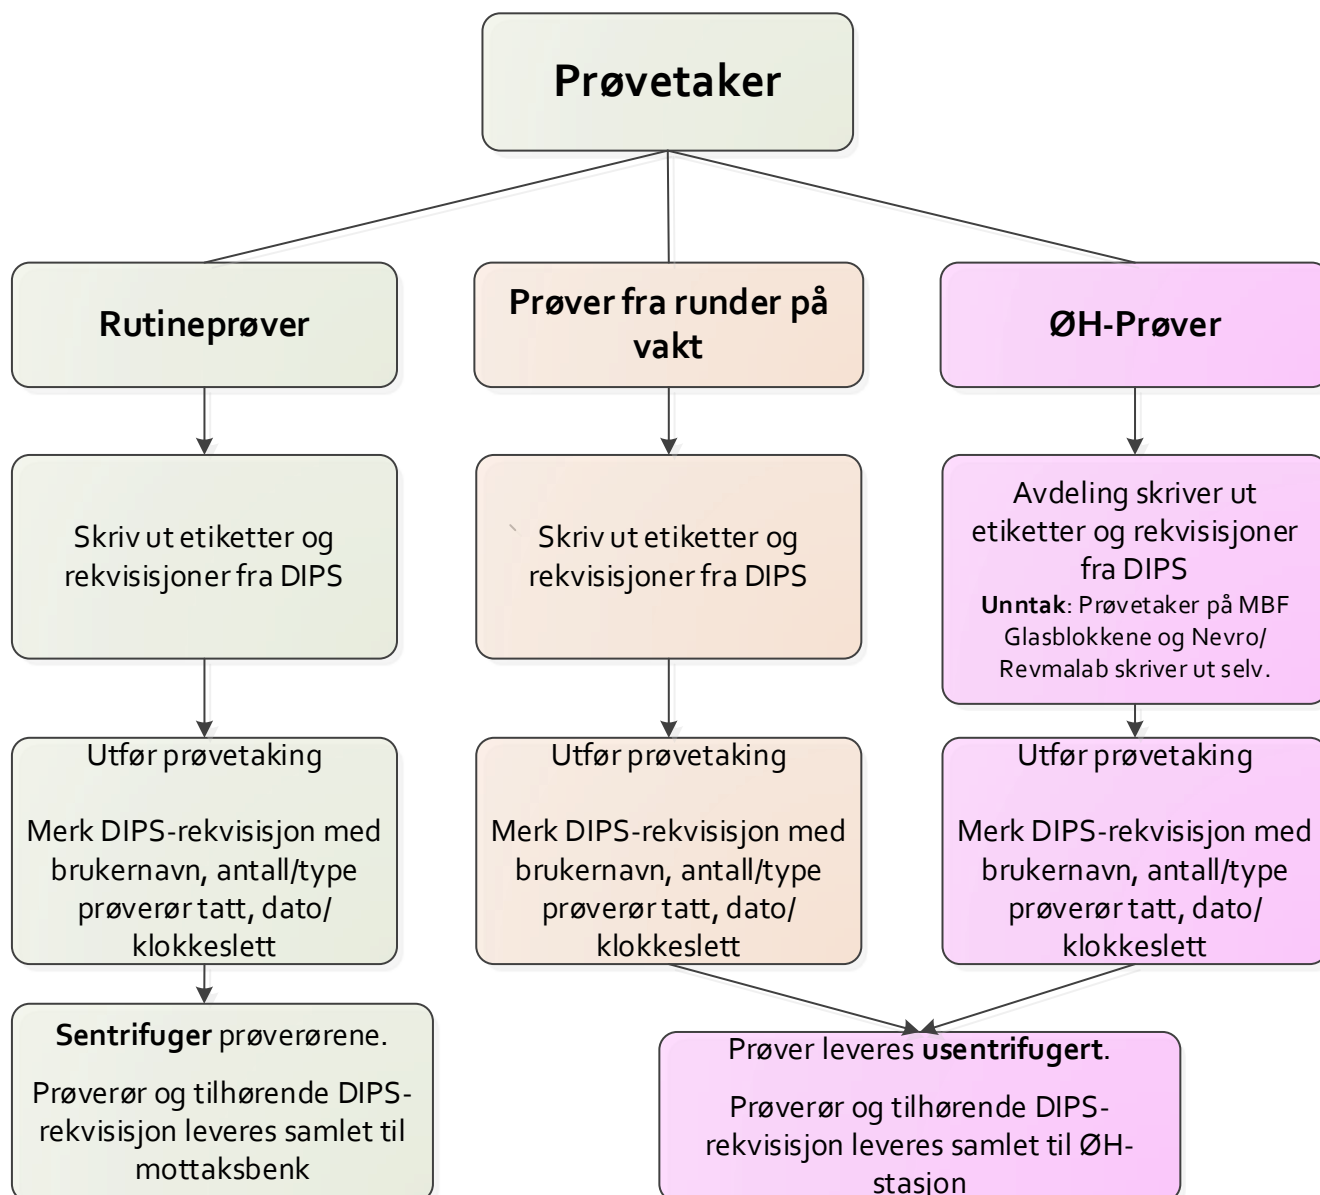 Prøvetaker
Rutineprøver
Prøver fra runder på
vakt
ØH-Prøver
Skriv ut etiketter og
rekvisisjoner fra DIPS
` Skriv ut etiketter og
rekvisisjoner fra DIPS
Avdeling skriver ut
etiketter og rekvisisjoner
fra DIPS
Unntak: Prøvetaker på MBF
Glasblokkene og Nevro/
Revmalab skriver ut selv.
Utfør prøvetaking
Merk DIPS-rekvisisjon med
brukernavn, antall/type
prøverør tatt, dato/
klokkeslett
Utfør prøvetaking
Merk DIPS-rekvisisjon med
brukernavn, antall/type
prøverør tatt, dato/
klokkeslett
Utfør prøvetaking
Merk DIPS-rekvisisjon med
brukernavn, antall/type
prøverør tatt, dato/
klokkeslett
Sentrifuger prøverørene.
Prøverør og tilhørende DIPS-
rekvisisjon leveres samlet til
mottaksbenk
Prøver leveres usentrifugert.
Prøverør og tilhørende DIPS-
rekvisisjon leveres samlet til ØH-
stasjon